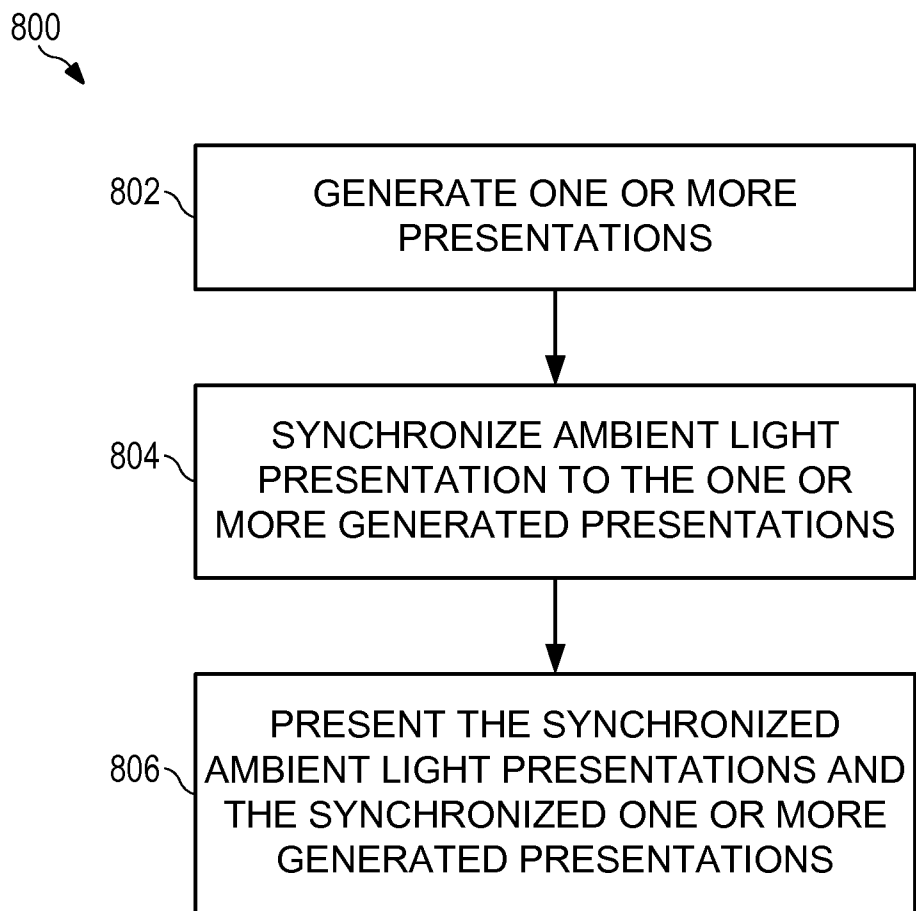 800
802
GENERATE ONE OR MORE
PRESENTATIONS
804
SYNCHRONIZE AMBIENT LIGHT
PRESENTATION TO THE ONE OR
MORE GENERATED PRESENTATIONS
806
PRESENT THE SYNCHRONIZED
AMBIENT LIGHT PRESENTATIONS AND
THE SYNCHRONIZED ONE OR MORE
GENERATED PRESENTATIONS